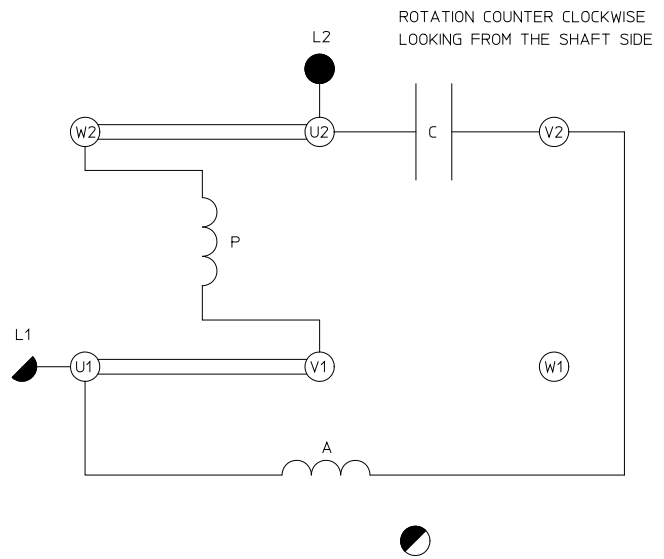 ROTATION COUNTER CLOCKWISE
LOOKING FROM THE SHAFT SIDE
L2
W2
U2
C
V2
P
L1
U1
V1
W1
A